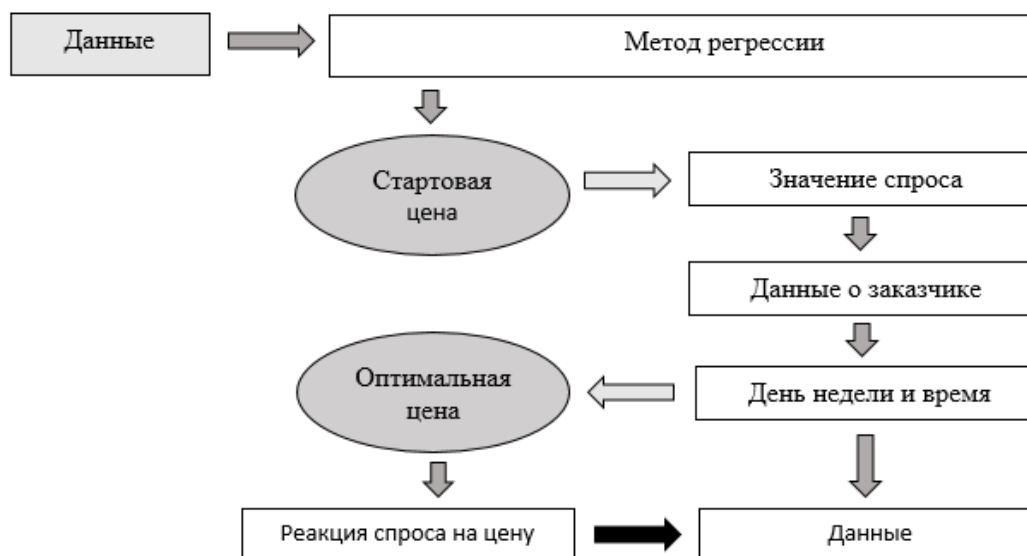 Данные
Метод регрессии
Стартовая
цена
Значение спроса
Данные о заказчике
Оптимальная
цена
День недели и время
Реакция спроса на цену
Данные